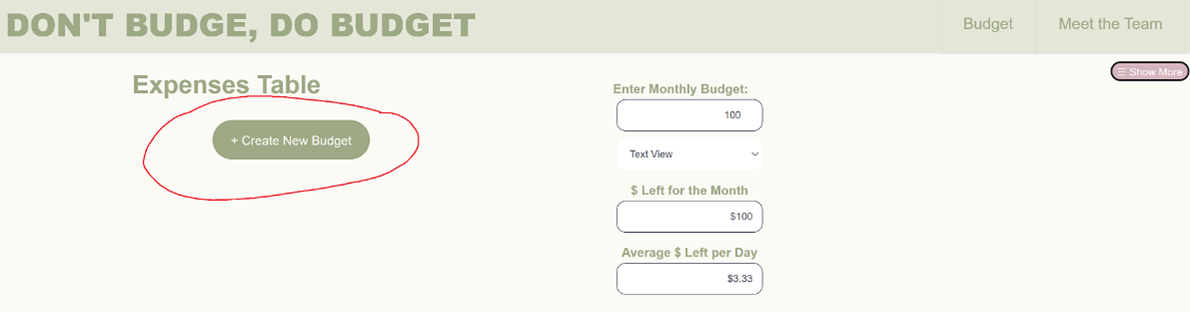 DON'T BUDGE, DO BUDGET
Budget
Meet the Team
☰ Show More
Expenses Table
+ Create New Budget
Enter Monthly Budget:
100
Text View
$ Left for the Month
$100
Average $ Left per Day
$3.33